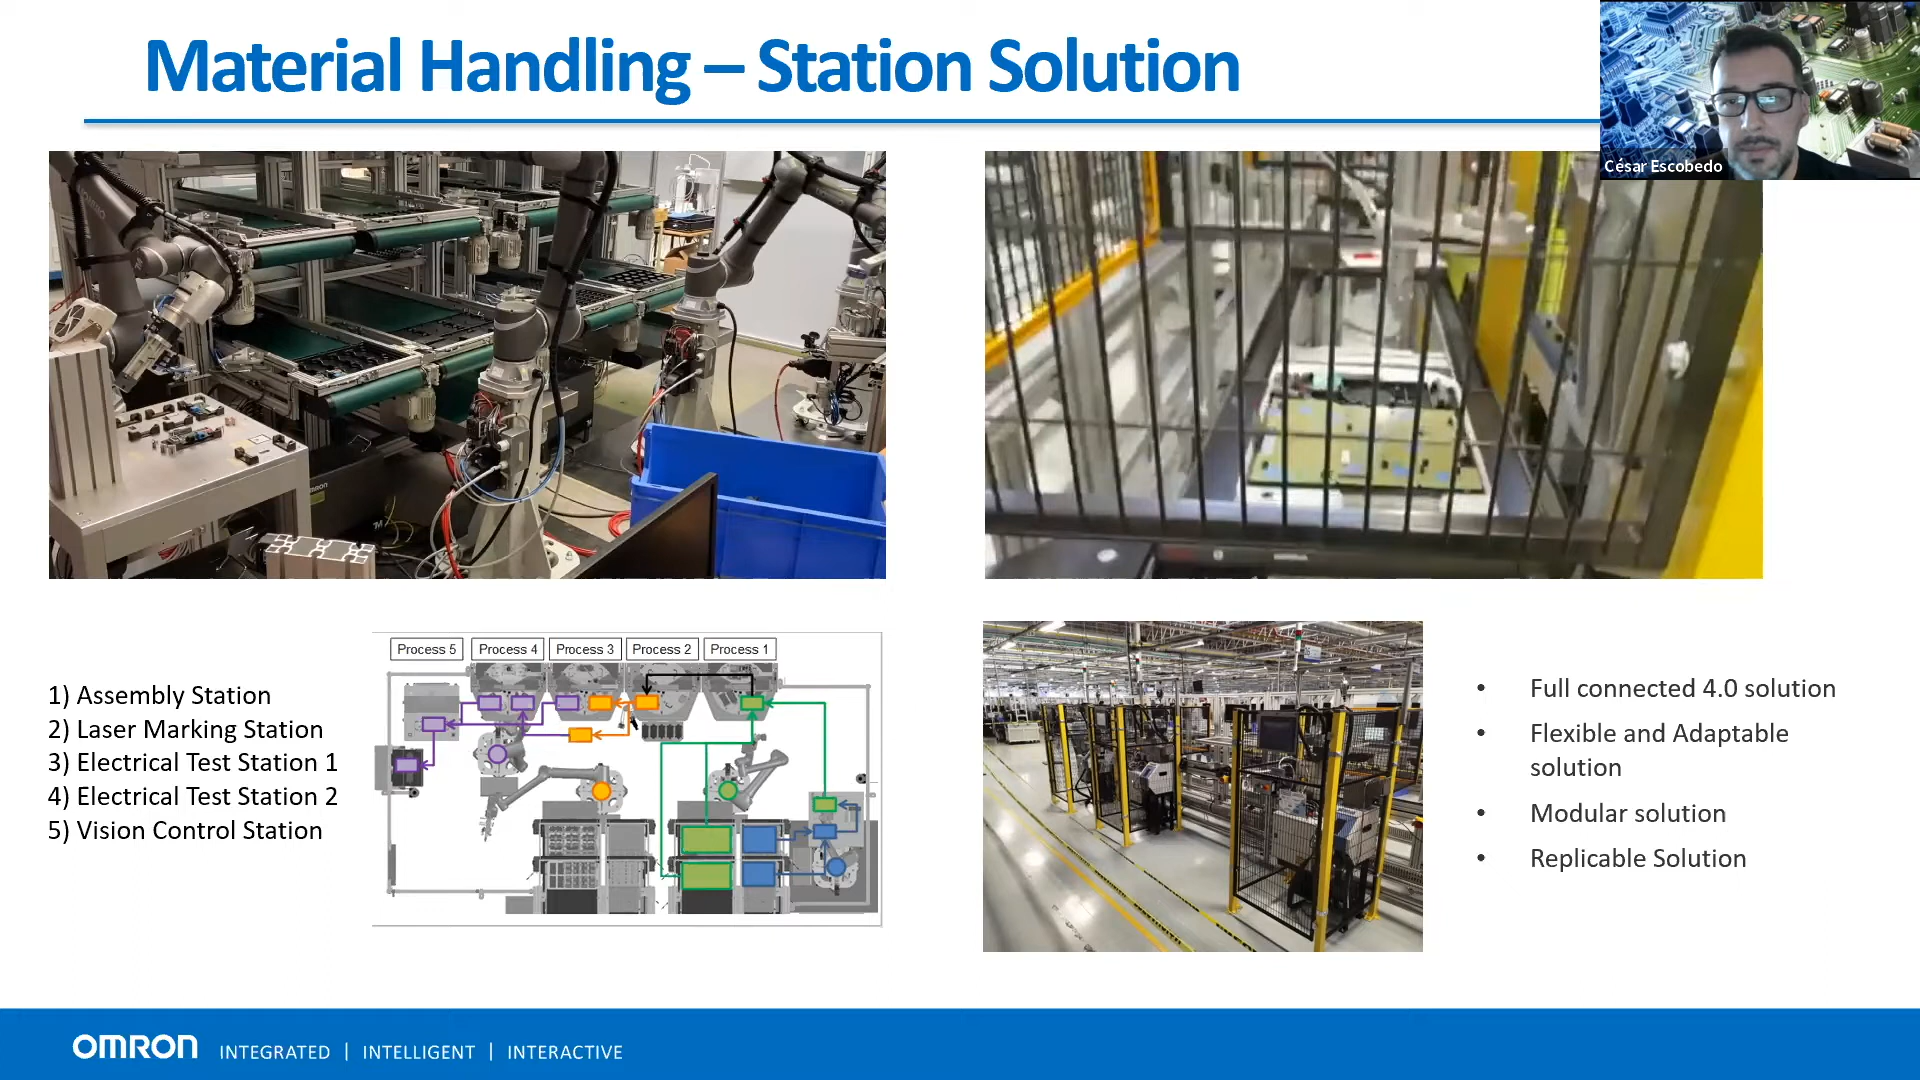 Material Handling – Station Solution
César Escobedo
1) Assembly Station
2) Laser Marking Station
3) Electrical Test Station 1
4) Electrical Test Station 2
5) Vision Control Station
Process 5
Process 4
Process 3
Process 2
Process 1
• Full connected 4.0 solution
• Flexible and Adaptable
solution
• Modular solution
• Replicable Solution
OMRON INTEGRATED | INTELLIGENT | INTERACTIVE